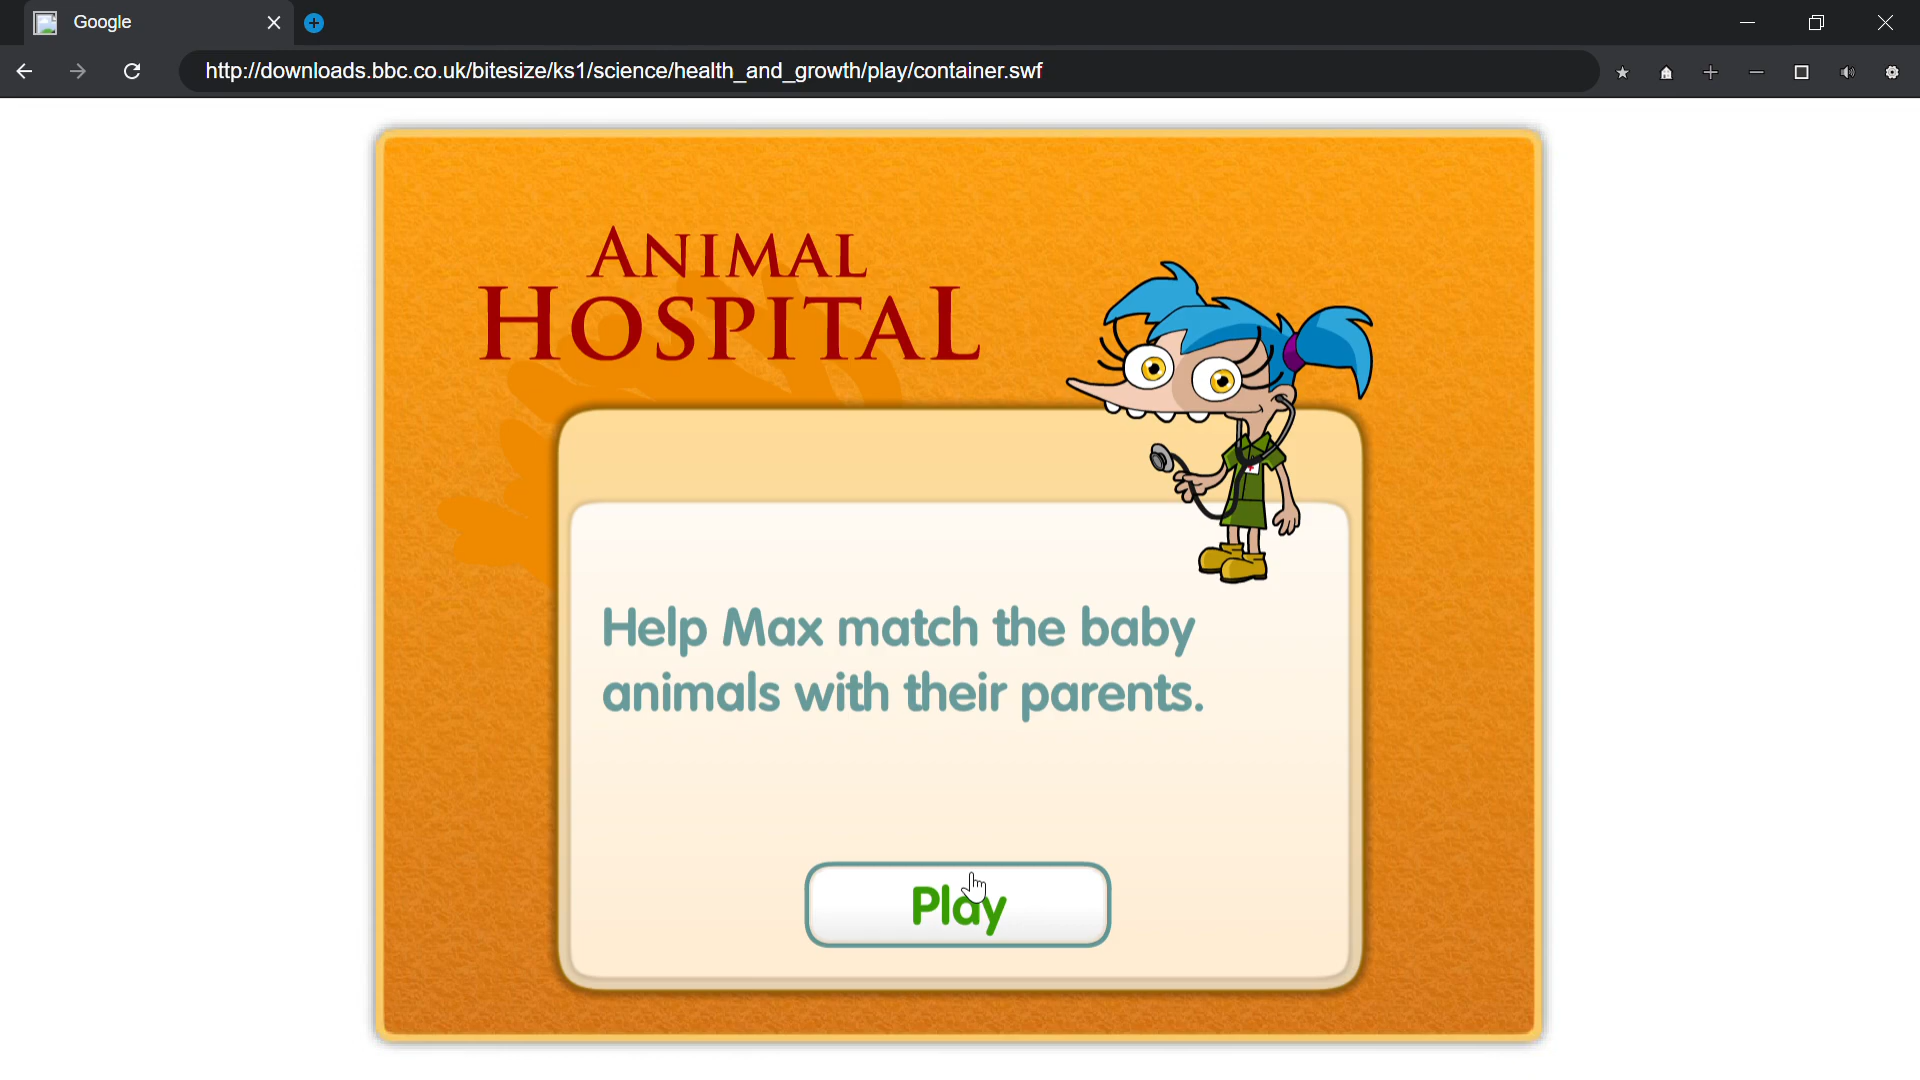 Google
http://downloads.bbc.co.uk/bitesize/ks1/science/health_and_growth/play/container.swf
ANIMAL
HOSPITAL
Help Max match the baby
animals with their parents.
Play